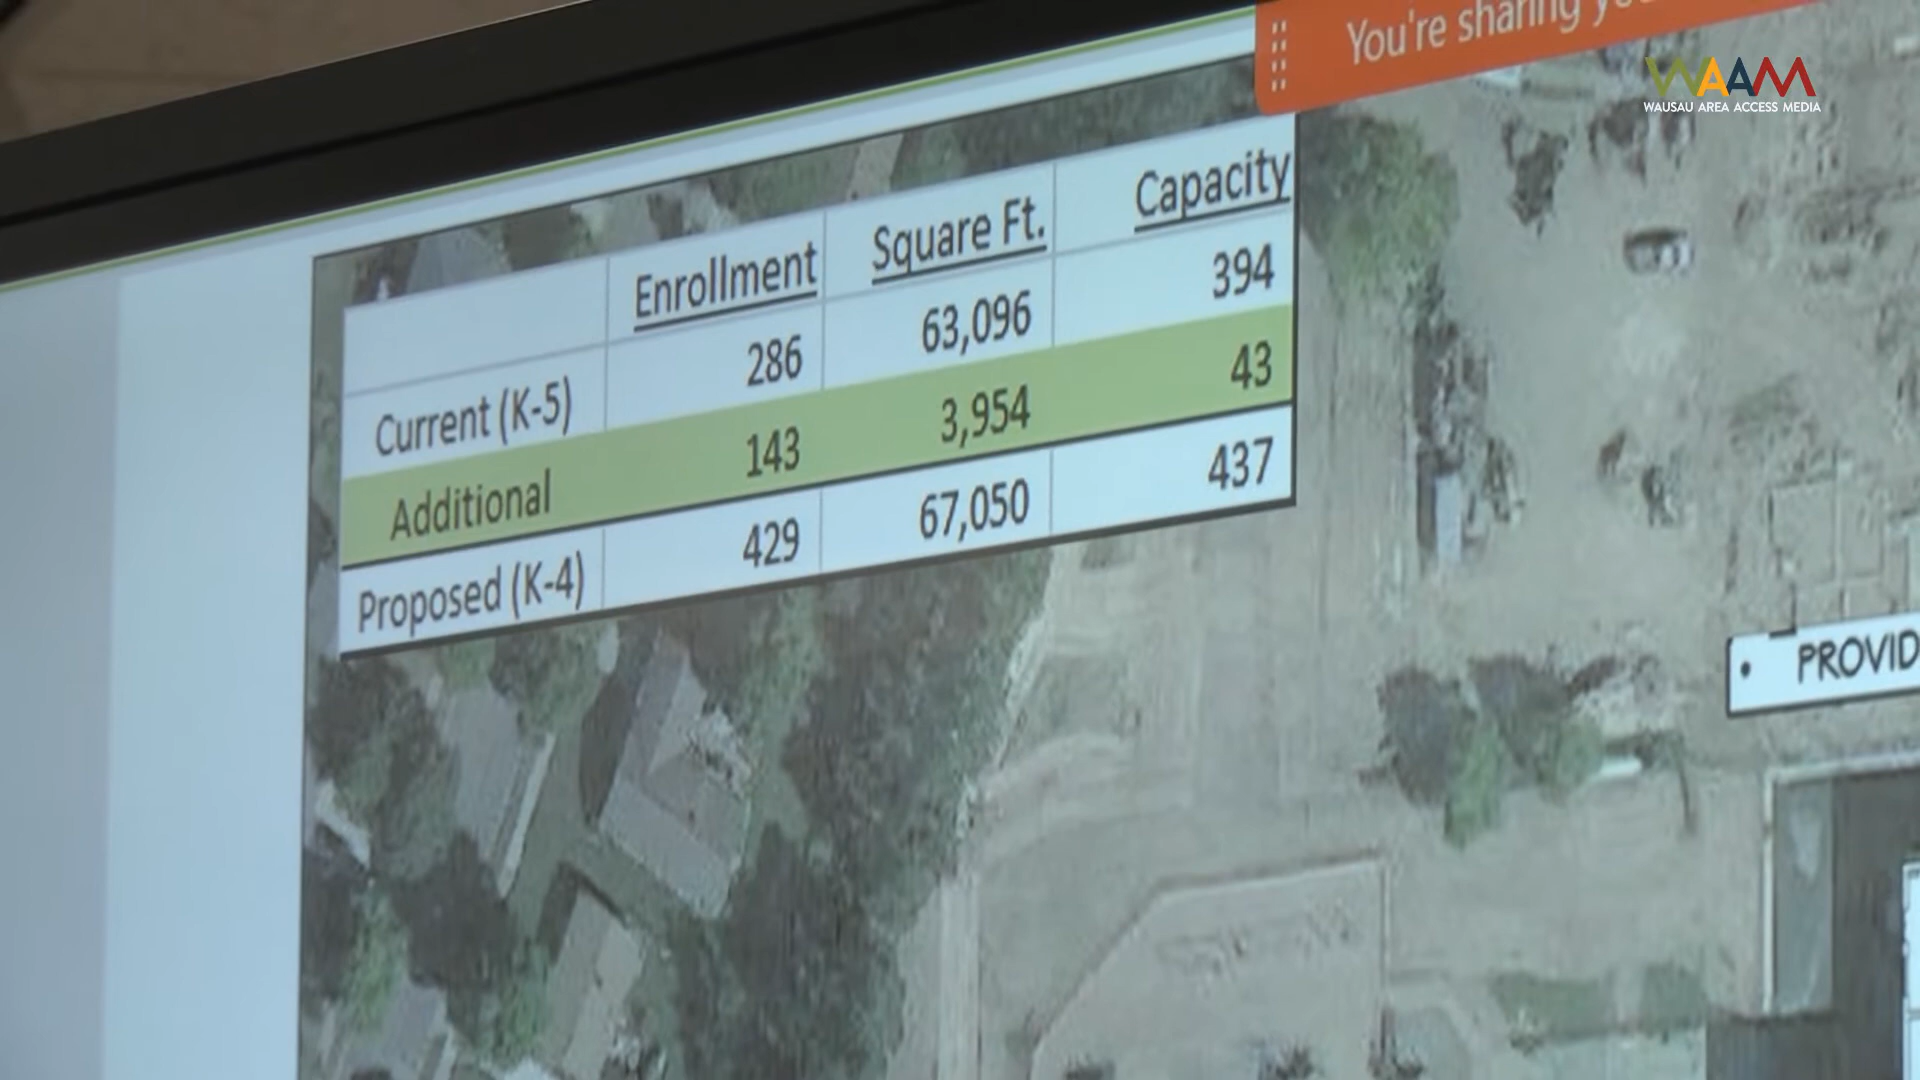 You're sharing
WAAM
WAUSAU AREA ACCESS MEDIA
Enrollment Square Ft. Capacity
Current (K-5) 286 63,096 394
Additional 143 3,954 43
Proposed (K-4) 429 67,050 437
• PROVID